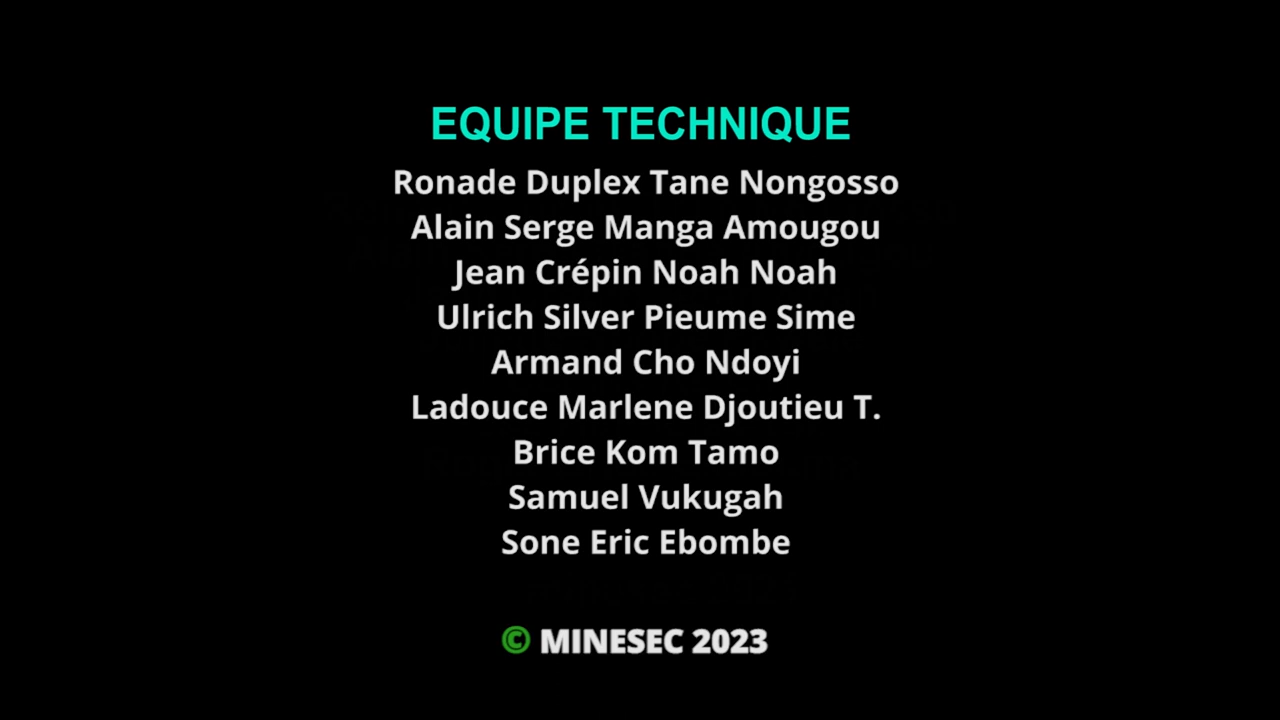 EQUIPE TECHNIQUE
Ronade Duplex Tane Nongosso
Alain Serge Manga Amougou
Jean Crépin Noah Noah
Ulrich Silver Pieume Sime
Armand Cho Ndoyi
Ladouce Marlene Djoutieu T.
Brice Kom Tamo
Samuel Vukugah
Sone Eric Ebombe
© MINESEC 2023